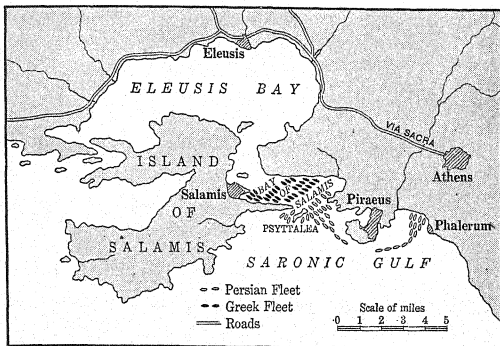 Eleusis
ELEUSIS BAY
VIA SACRA
ISLAND
Athens
Salamis
BAY OF SALAMIS
Piraeus
OF
PSYTTALEA
Phalerum
SALAMIS
SARONIC GULF
Persian Fleet
Greek Fleet
Roads
Scale of miles
0 1 2 3 4 5